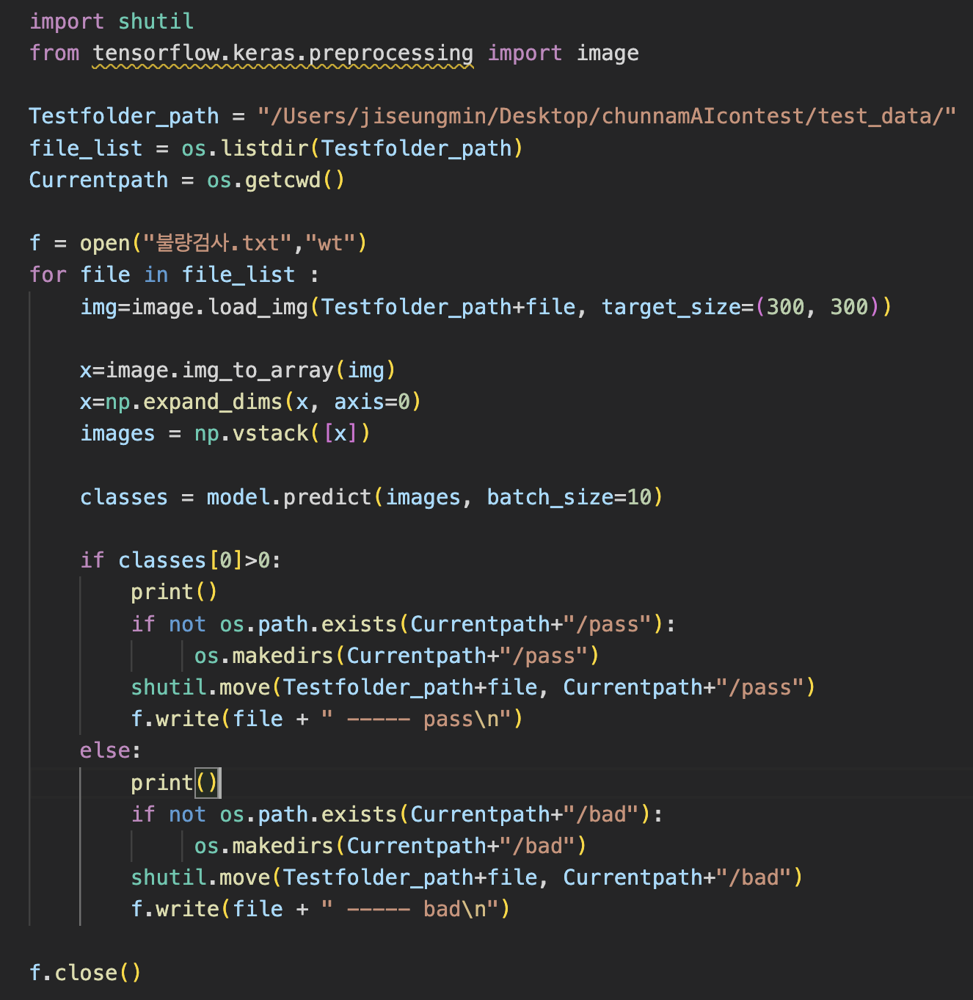 import shutil
from tensorflow.keras.preprocessing import image
Testfolder_path = "/Users/jiseungmin/Desktop/chunnamAIcontest/test_data/"
file_list = os.listdir(Testfolder_path)
Currentpath = os.getcwd()
f = open("불량검사.txt","wt")
for file in file_list :
img=image.load_img(Testfolder_path+file, target_size=(300, 300))
x=image.img_to_array(img)
x=np.expand_dims(x, axis=0)
images = np.vstack([x])
classes = model.predict(images, batch_size=10)
if classes[0]>0:
print()
if not os.path.exists(Currentpath+"/pass"):
os.makedirs(Currentpath+"/pass")
shutil.move(Testfolder_path+file, Currentpath+"/pass")
f.write(file + " ----- pass\n")
else:
print()
if not os.path.exists(Currentpath+"/bad"):
os.makedirs(Currentpath+"/bad")
shutil.move(Testfolder_path+file, Currentpath+"/bad")
f.write(file + " ----- bad\n")
f.close()